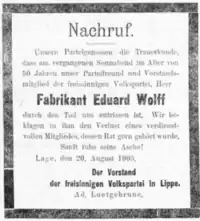 Nachruf.
Unsern Parteigenossen die Trauerkunde,
dass am vergangenen Sonnabend im Alter von
50 Jahren unser Parteifreund und Vorstands-
mitglied der freisinnigen Volkspartei, Herr
Fabrikant Eduard Wolff
durch den Tod uns entrissen ist. Wir be-
klagen in ihm den Verlust eines verdienst-
vollen Mitgliedes, dessen Rat gern gehört wurde.
Sanft ruhe seine Asche!
Lage, den 20. August
Der Vorstand
der freisinnigen Volkspartei in Lippe.
Ad. Luetgebrune.